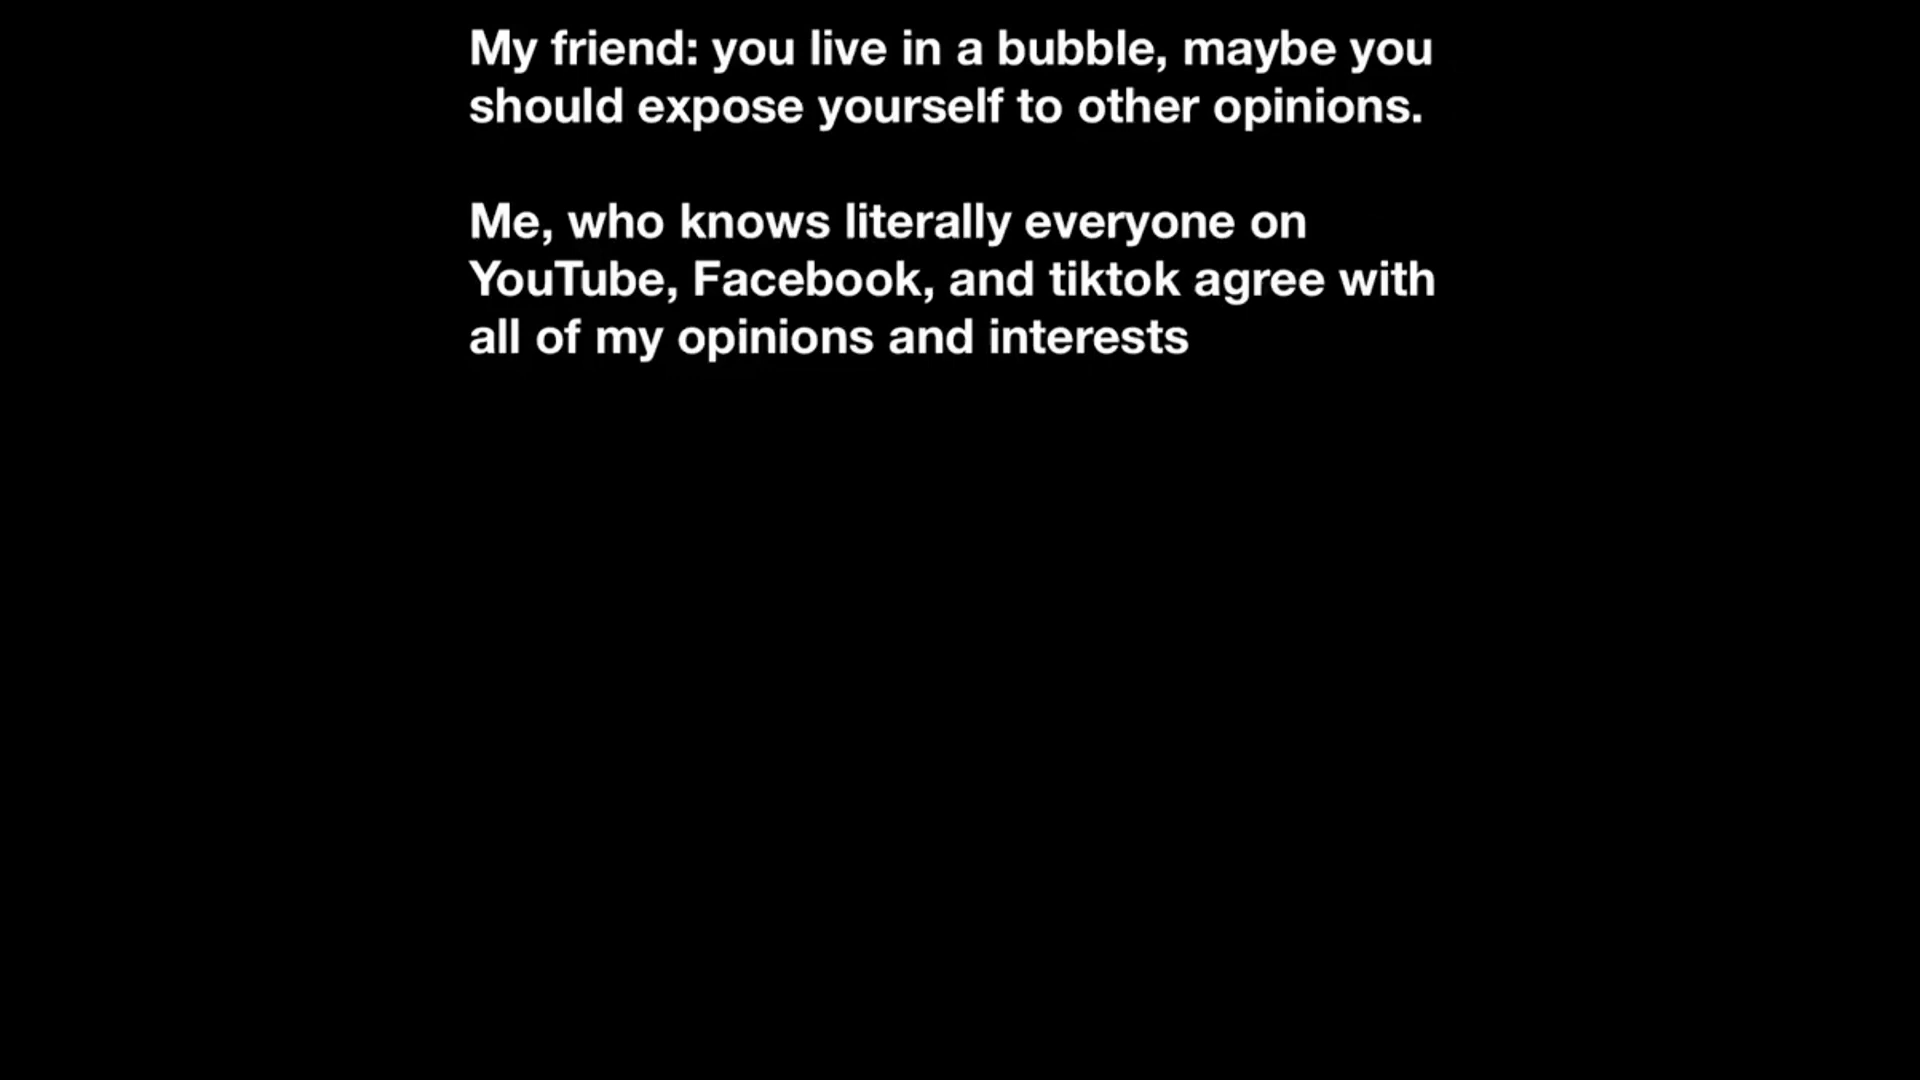 My friend: you live in a bubble, maybe you
should expose yourself to other opinions.
Me, who knows literally everyone on
YouTube, Facebook, and tiktok agree with
all of my opinions and interests